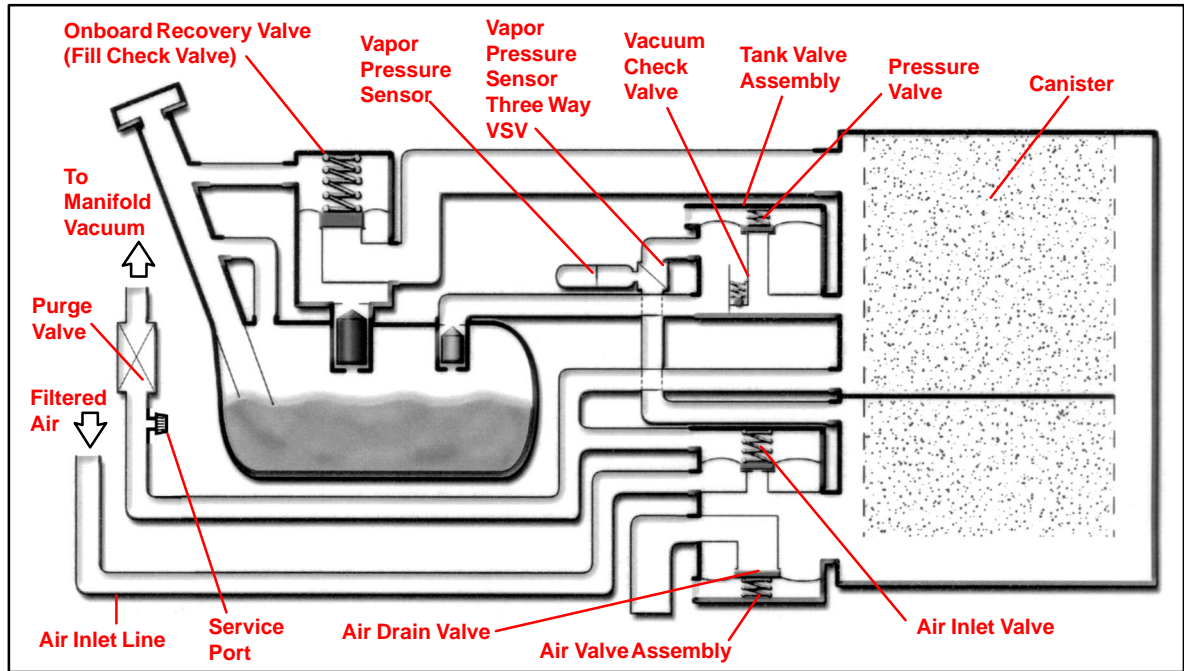 Onboard Recovery Valve
(Fill Check Valve)
Vapor
Pressure
Sensor
Vapor
Pressure
Sensor
Three Way
VSV
Vacuum
Check
Valve
Tank Valve
Assembly
Pressure
Valve
Canister
To
Manifold
Vacuum
Purge
Valve
Filtered
Air
Air Inlet Line
Service
Port
Air Drain Valve
Air Valve Assembly
Air Inlet Valve